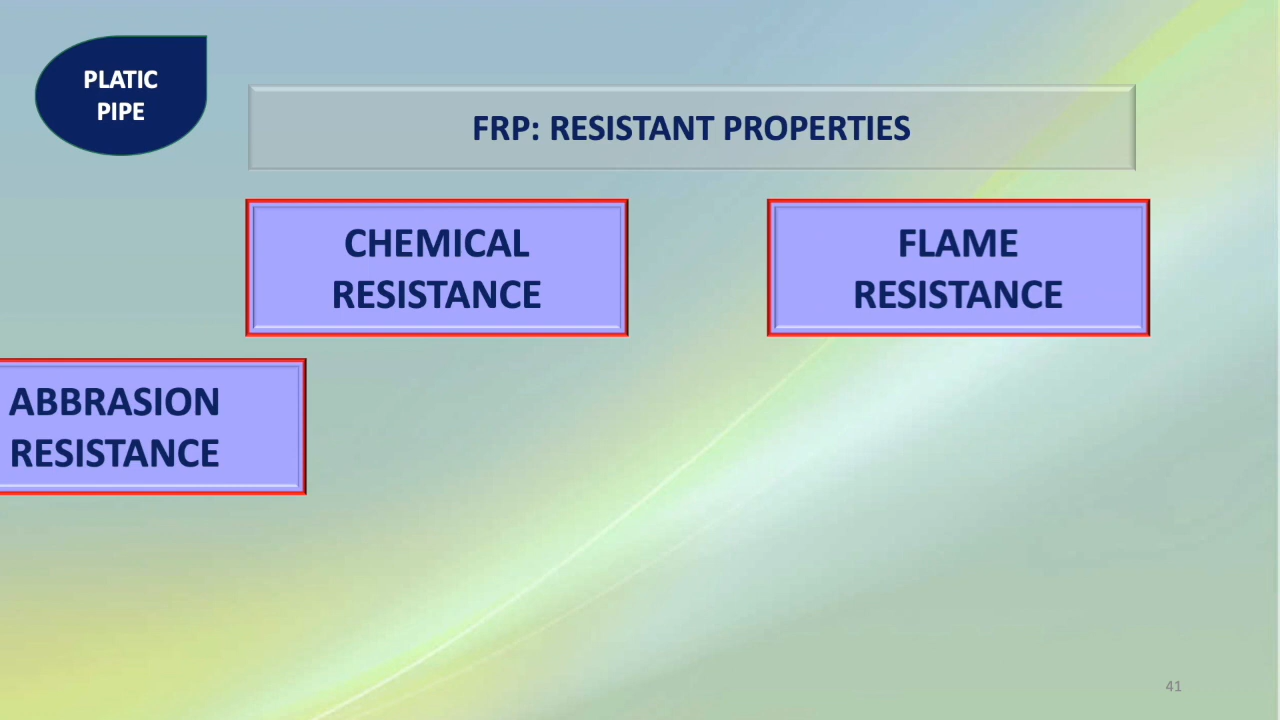 PLATIC
PIPE
FRP: RESISTANT PROPERTIES
CHEMICAL
RESISTANCE
FLAME
RESISTANCE
ABBRASION
RESISTANCE
41